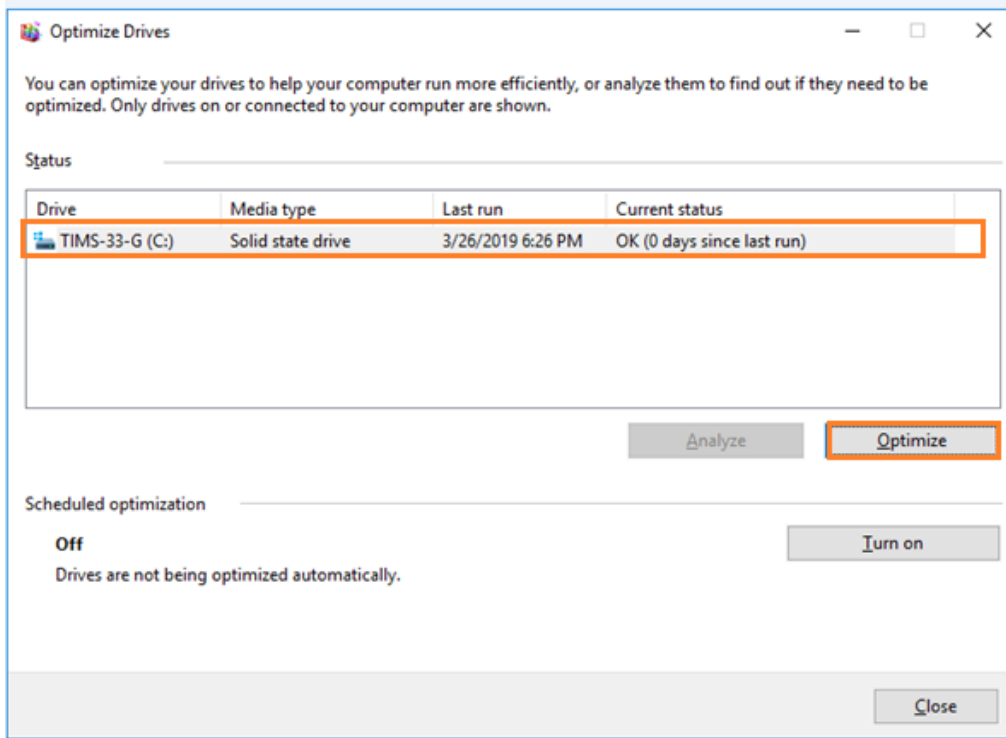 Optimize Drives
You can optimize your drives to help your computer run more efficiently, or analyze them to find out if they need to be
optimized. Only drives on or connected to your computer are shown.
Status
Drive Media type Last run Current status
TIMS-33-G (C:) Solid state drive 3/26/2019 6:26 PM OK (0 days since last run)
Analyze Optimize
Scheduled optimization
Off Turn on
Drives are not being optimized automatically.
Close